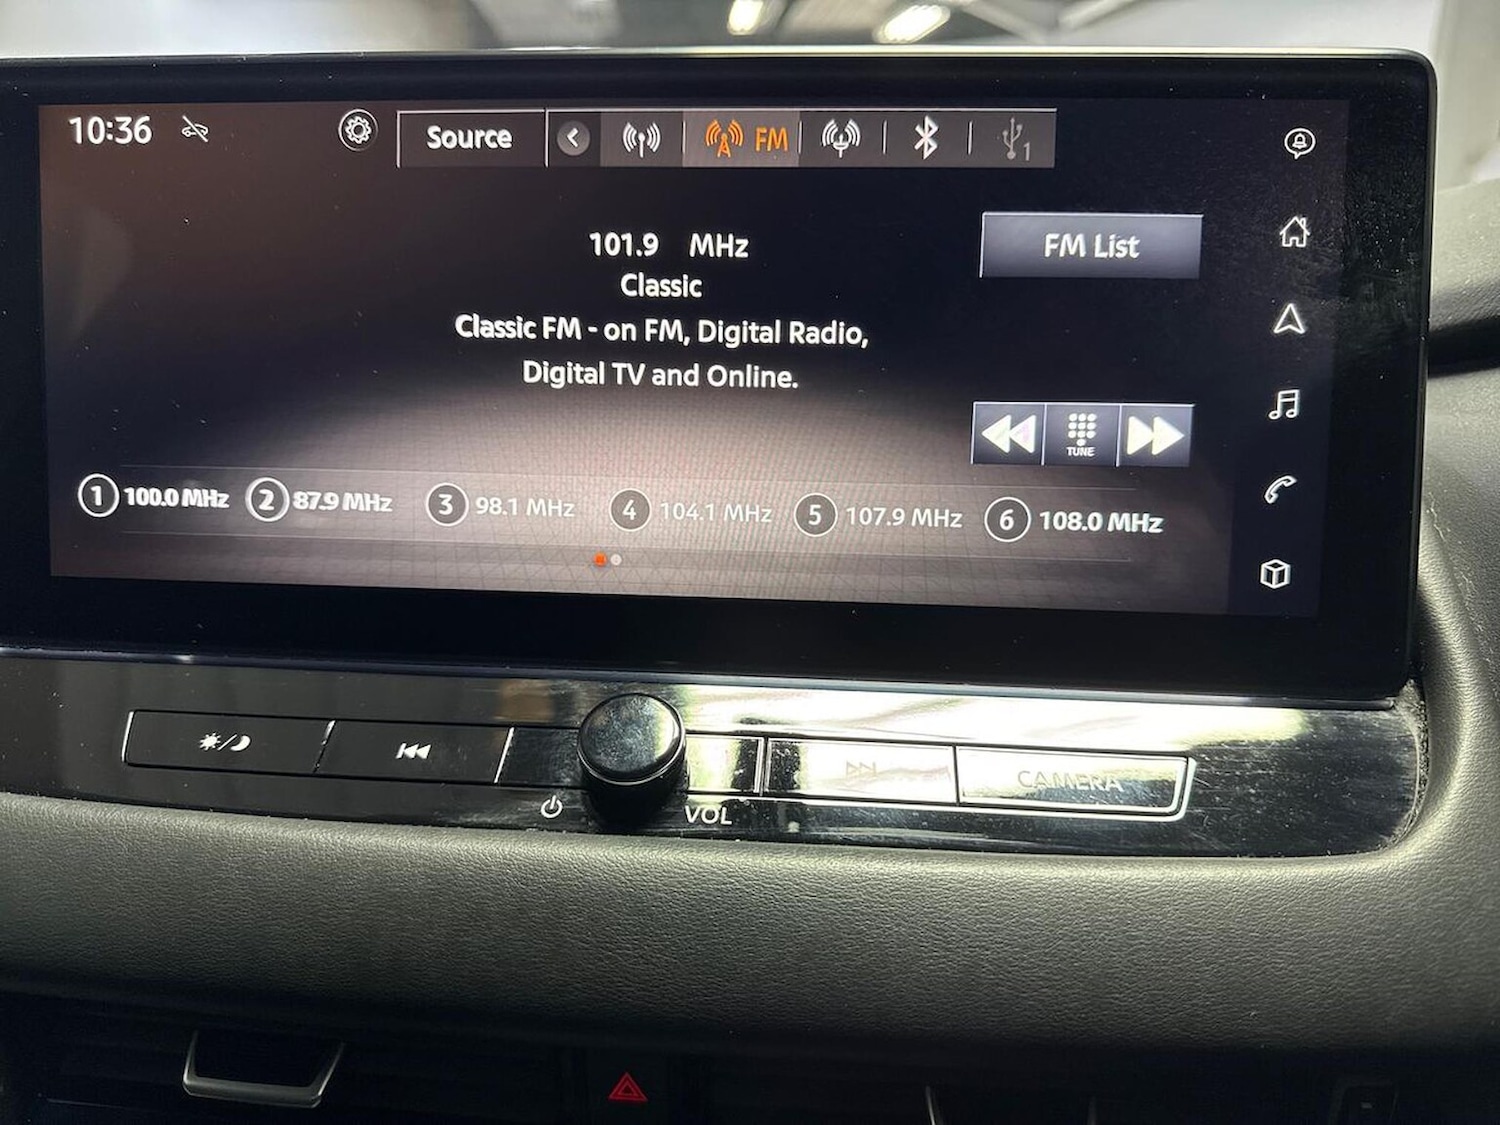 10:36 Source FM 1
101.9 MHz FM List
Classic
Classic FM - on FM, Digital Radio,
Digital TV and Online.
TUNE
1 100.0 MHz 2 87.9 MHz 3 98.1 MHz 4 104.1 MHz 5 107.9 MHz 6 108.0 MHz
VOL CAMERA